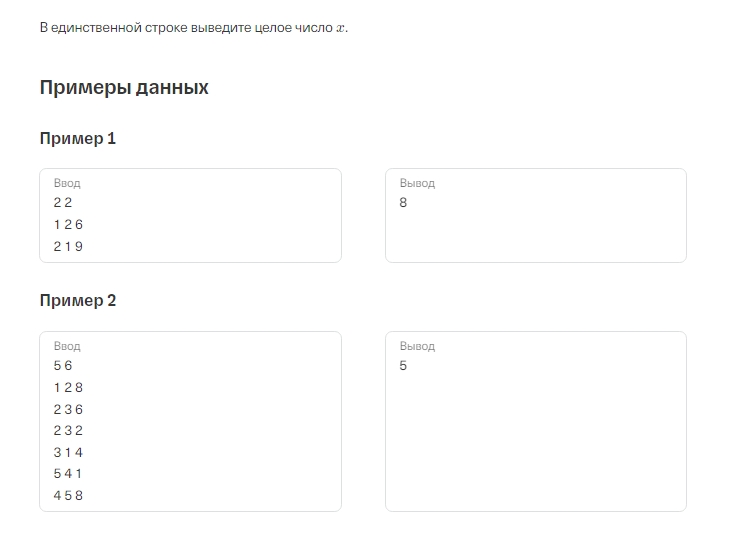 В единственной строке выведите целое число x.
Примеры данных
Пример 1
Ввод
2 2
1 2 6
2 1 9
Вывод
8
Пример 2
Ввод
5 6
1 2 8
2 3 6
2 3 2
3 1 4
5 4 1
4 5 8
Вывод
5